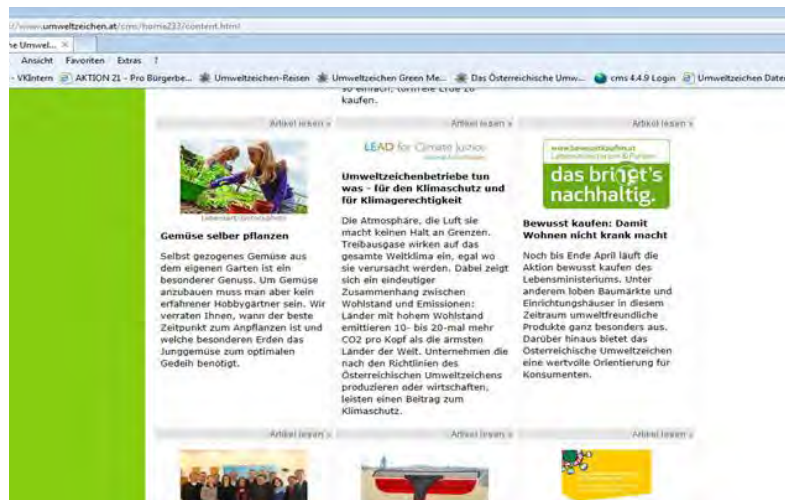 www.umweltzeichen.at/cms/home233/content.html
he Umwel... ×
Ansicht Favoriten Extras ?
VKIntern AKTION 21 - Pro Bürgerbe... Umweltzeichen-Reisen Umweltzeichen Green Me... Das Österreichische Umw... cms 4.4.9 Login Umweltzeichen Daten
so einfach, torffreie Erde zu
kaufen.
Artikel lesen »
Artikel lesen »
Artikel lesen »
Gemüse selber pflanzen
Selbst gezogenes Gemüse aus
dem eigenen Garten ist ein
besonderer Genuss. Um Gemüse
anzubauen muss man aber kein
erfahrener Hobbygärtner sein. Wir
verraten Ihnen, wann der beste
Zeitpunkt zum Anpflanzen ist und
welche besonderen Erden das
Junggemüse zum optimalen
Gedeih benötigt.
Artikel lesen »
LEAD for Climate Justice
Umweltzeichenbetriebe tun
was - für den Klimaschutz und
für Klimagerechtigkeit
Die Atmosphäre, die Luft sie
macht keinen Halt an Grenzen.
Treibausgase wirken auf das
gesamte Weltklima ein, egal wo
sie verursacht werden. Dabei zeigt
sich ein eindeutiger
Zusammenhang zwischen
Wohlstand und Emissionen:
Länder mit hohem Wohlstand
emittieren 10- bis 20-mal mehr
CO2 pro Kopf als die ärmsten
Länder der Welt. Unternehmen die
nach den Richtlinien des
Österreichischen Umweltzeichens
produzieren oder wirtschaften,
leisten einen Beitrag zum
Klimaschutz.
Artikel lesen »
www.bewusstkaufen.at
das bringt's
nachhaltig.
Bewusst kaufen: Damit
Wohnen nicht krank macht
Noch bis Ende April läuft die
Aktion bewusst kaufen des
Lebensministeriums. Unter
anderem loben Baumärkte und
Einrichtungshäuser in diesem
Zeitraum umweltfreundliche
Produkte ganz besonders aus.
Darüber hinaus bietet das
Österreichische Umweltzeichen
eine wertvolle Orientierung für
Konsumenten.
Artikel lesen »